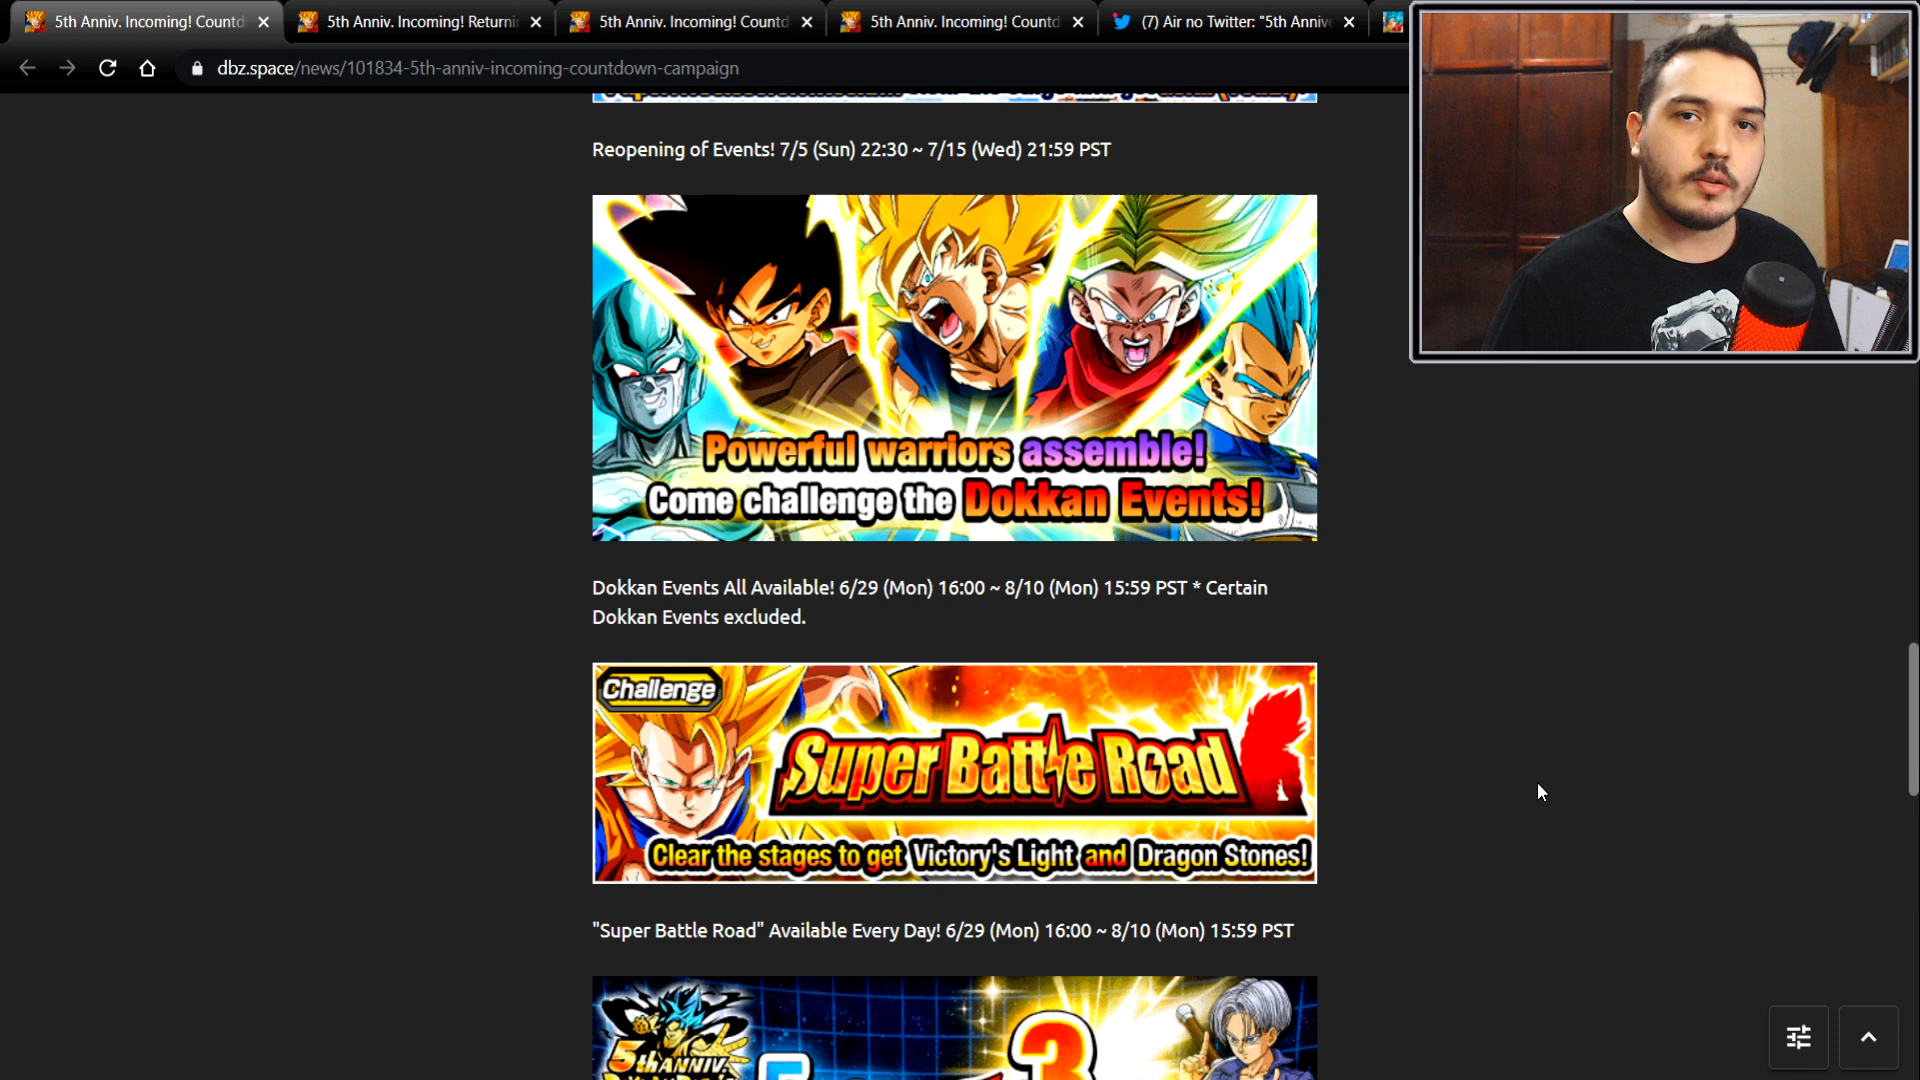 5th Anniv. Incoming! Countd
5th Anniv. Incoming! Returni
5th Anniv. Incoming! Countd
5th Anniv. Incoming! Countd
(7) Air no Twitter: "5th Annive
dbz.space/news/101834-5th-anniv-incoming-countdown-campaign
Reopening of Events! 7/5 (Sun) 22:30 ~ 7/15 (Wed) 21:59 PST
Powerful warriors assemble!
Come challenge the Dokkan Events!
Dokkan Events All Available! 6/29 (Mon) 16:00 ~ 8/10 (Mon) 15:59 PST * Certain
Dokkan Events excluded.
Challenge
Super Battle Road
Clear the stages to get Victory's Light and Dragon Stones!
"Super Battle Road" Available Every Day! 6/29 (Mon) 16:00 ~ 8/10 (Mon) 15:59 PST
3
5thANNIV.